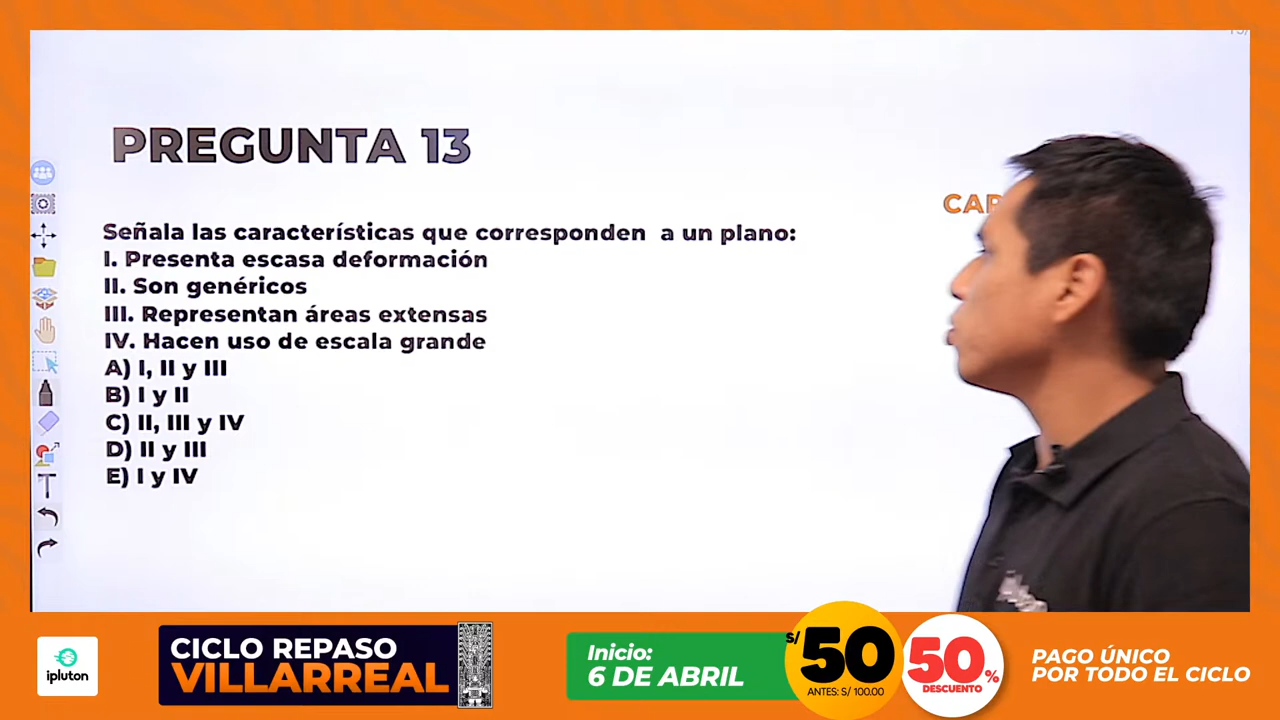 PREGUNTA 13
CAR
Señala las características que corresponden a un plano:
I. Presenta escasa deformación
II. Son genéricos
III. Representan áreas extensas
IV. Hacen uso de escala grande
A) I, II y III
B) I y II
C) II, III y IV
D) II y III
E) I y IV
ipluton
CICLO REPASO
VILLARREAL
Inicio:
6 DE ABRIL
S/ 50
ANTES: S/ 100.00
50%
DESCUENTO
PAGO ÚNICO
POR TODO EL CICLO